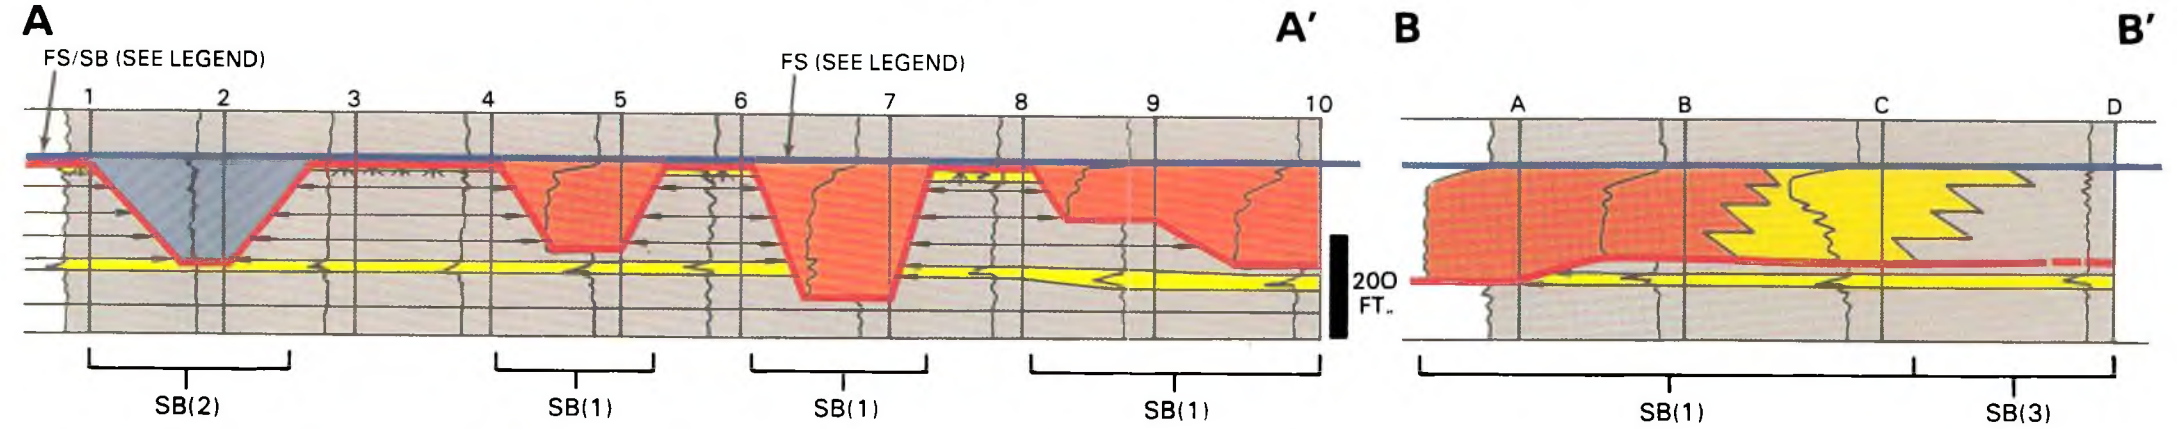 A A′ B B′
FS/SB (SEE LEGEND) FS (SEE LEGEND)
1 2 3 4 5 6 7 8 9 10 A B C D
200
FT..
SB(2) SB(1) SB(1) SB(1) SB(1) SB(3)